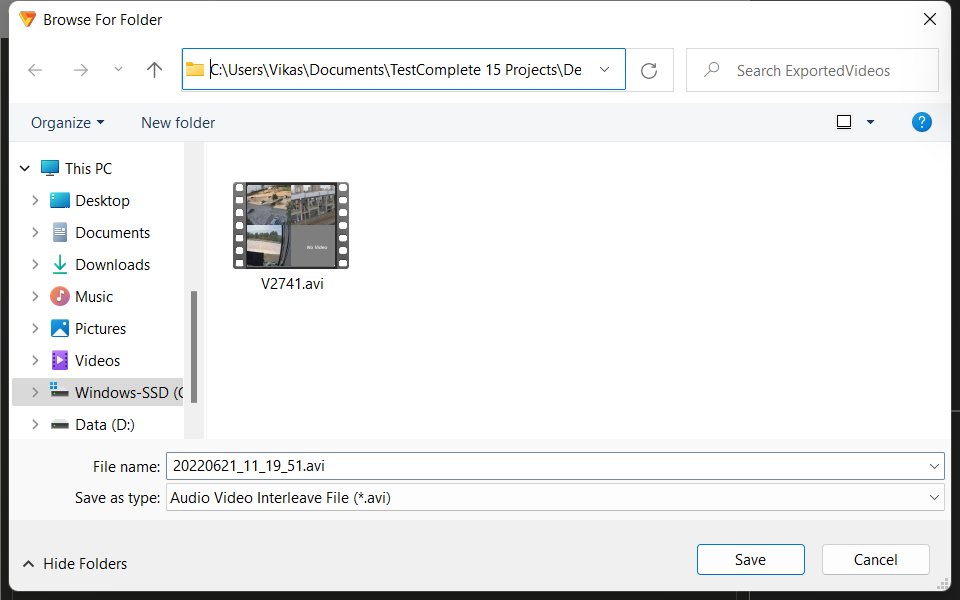 Browse For Folder
C:\Users\Vikas\Documents\TestComplete 15 Projects\De
Search ExportedVideos
Organize
New folder
?
This PC
Desktop
Documents
Downloads
Music
Pictures
Videos
Windows-SSD (C
Data (D:)
No Video
V2741.avi
File name: 20220621_11_19_51.avi
Save as type: Audio Video Interleave File (*.avi)
Hide Folders
Save
Cancel